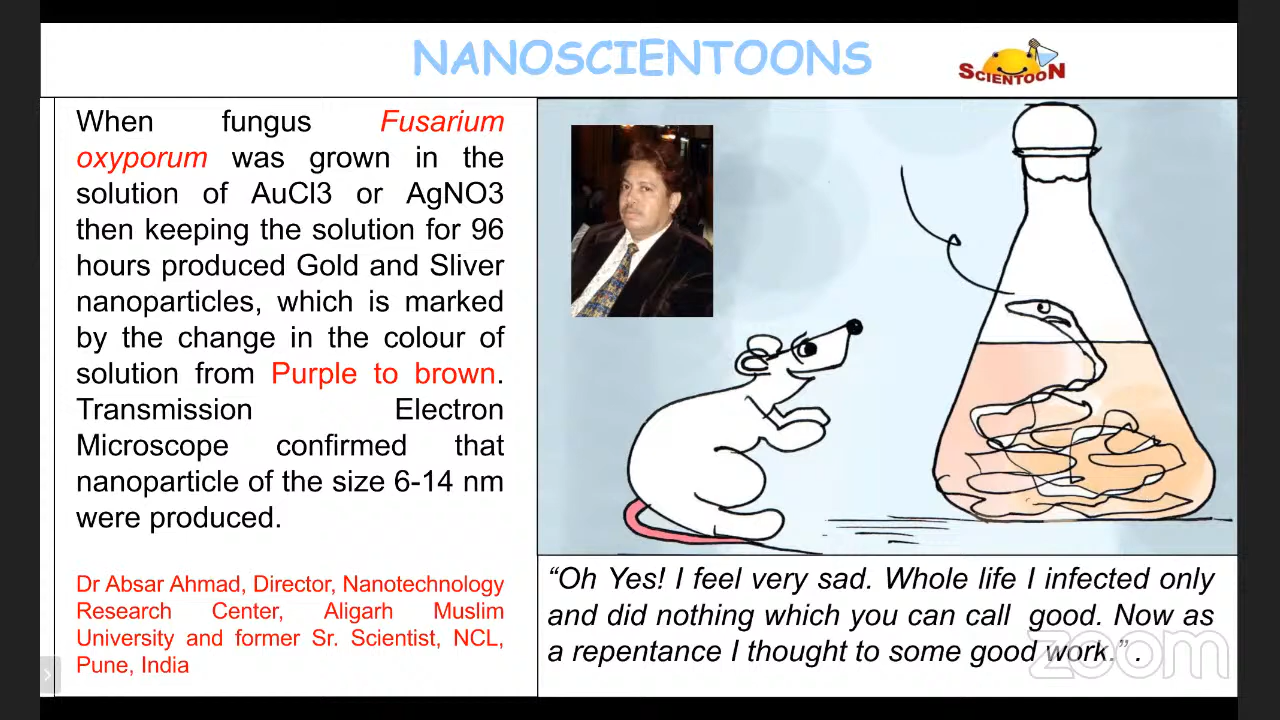 NANOSCIENTOONS
SCIENTOON
When fungus Fusarium
oxyporum was grown in the
solution of AuCl3 or AgNO3
then keeping the solution for 96
hours produced Gold and Sliver
nanoparticles, which is marked
by the change in the colour of
solution from Purple to brown.
Transmission Electron
Microscope confirmed that
nanoparticle of the size 6-14 nm
were produced.
Dr Absar Ahmad, Director, Nanotechnology
Research Center, Aligarh Muslim
University and former Sr. Scientist, NCL,
Pune, India
“Oh Yes! I feel very sad. Whole life I infected only
and did nothing which you can call good. Now as
a repentance I thought to some good work.” .
zoom